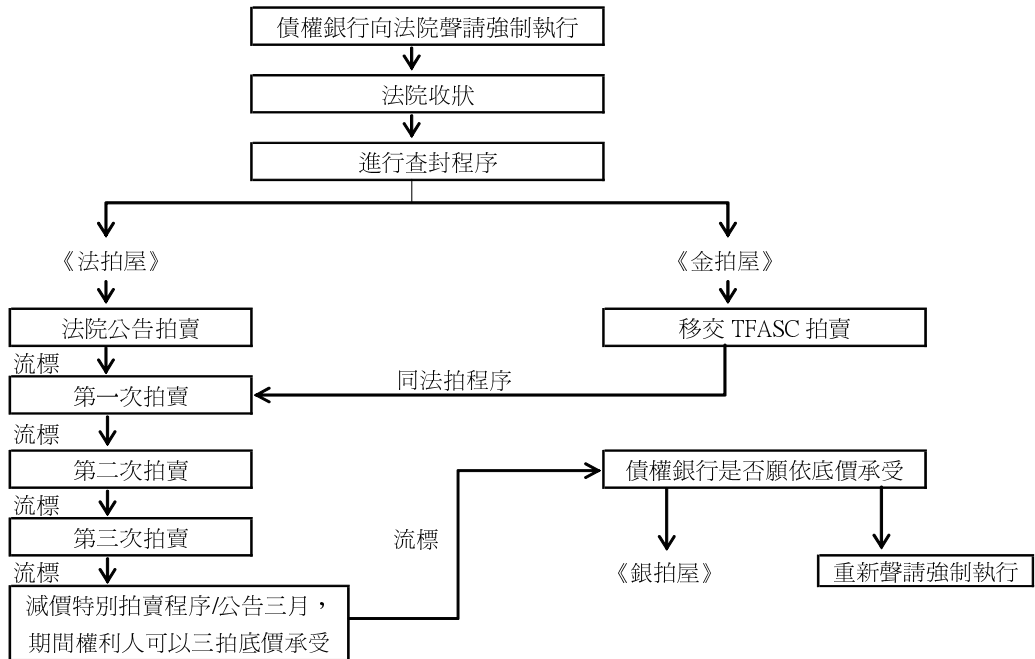 債權銀行向法院聲請強制執行
法院收狀
進行查封程序
《法拍屋》
《金拍屋》
法院公告拍賣
移交 TFASC 拍賣
流標
同法拍程序
第一次拍賣
流標
第二次拍賣
債權銀行是否願依底價承受
流標
第三次拍賣
流標
流標
《銀拍屋》
重新聲請強制執行
減價特別拍賣程序/公告三月，
期間權利人可以三拍底價承受